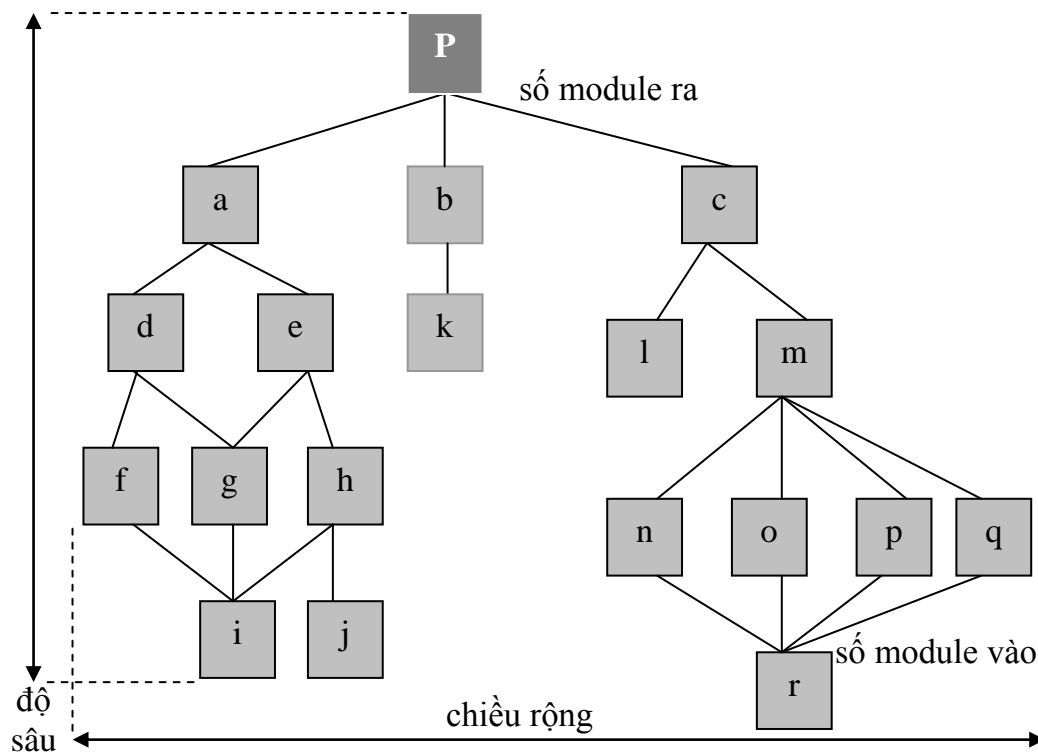 P
số module ra
a b c
d e k l m
f g h n o p q
i j r
số module vào
độ
sâu
chiều rộng